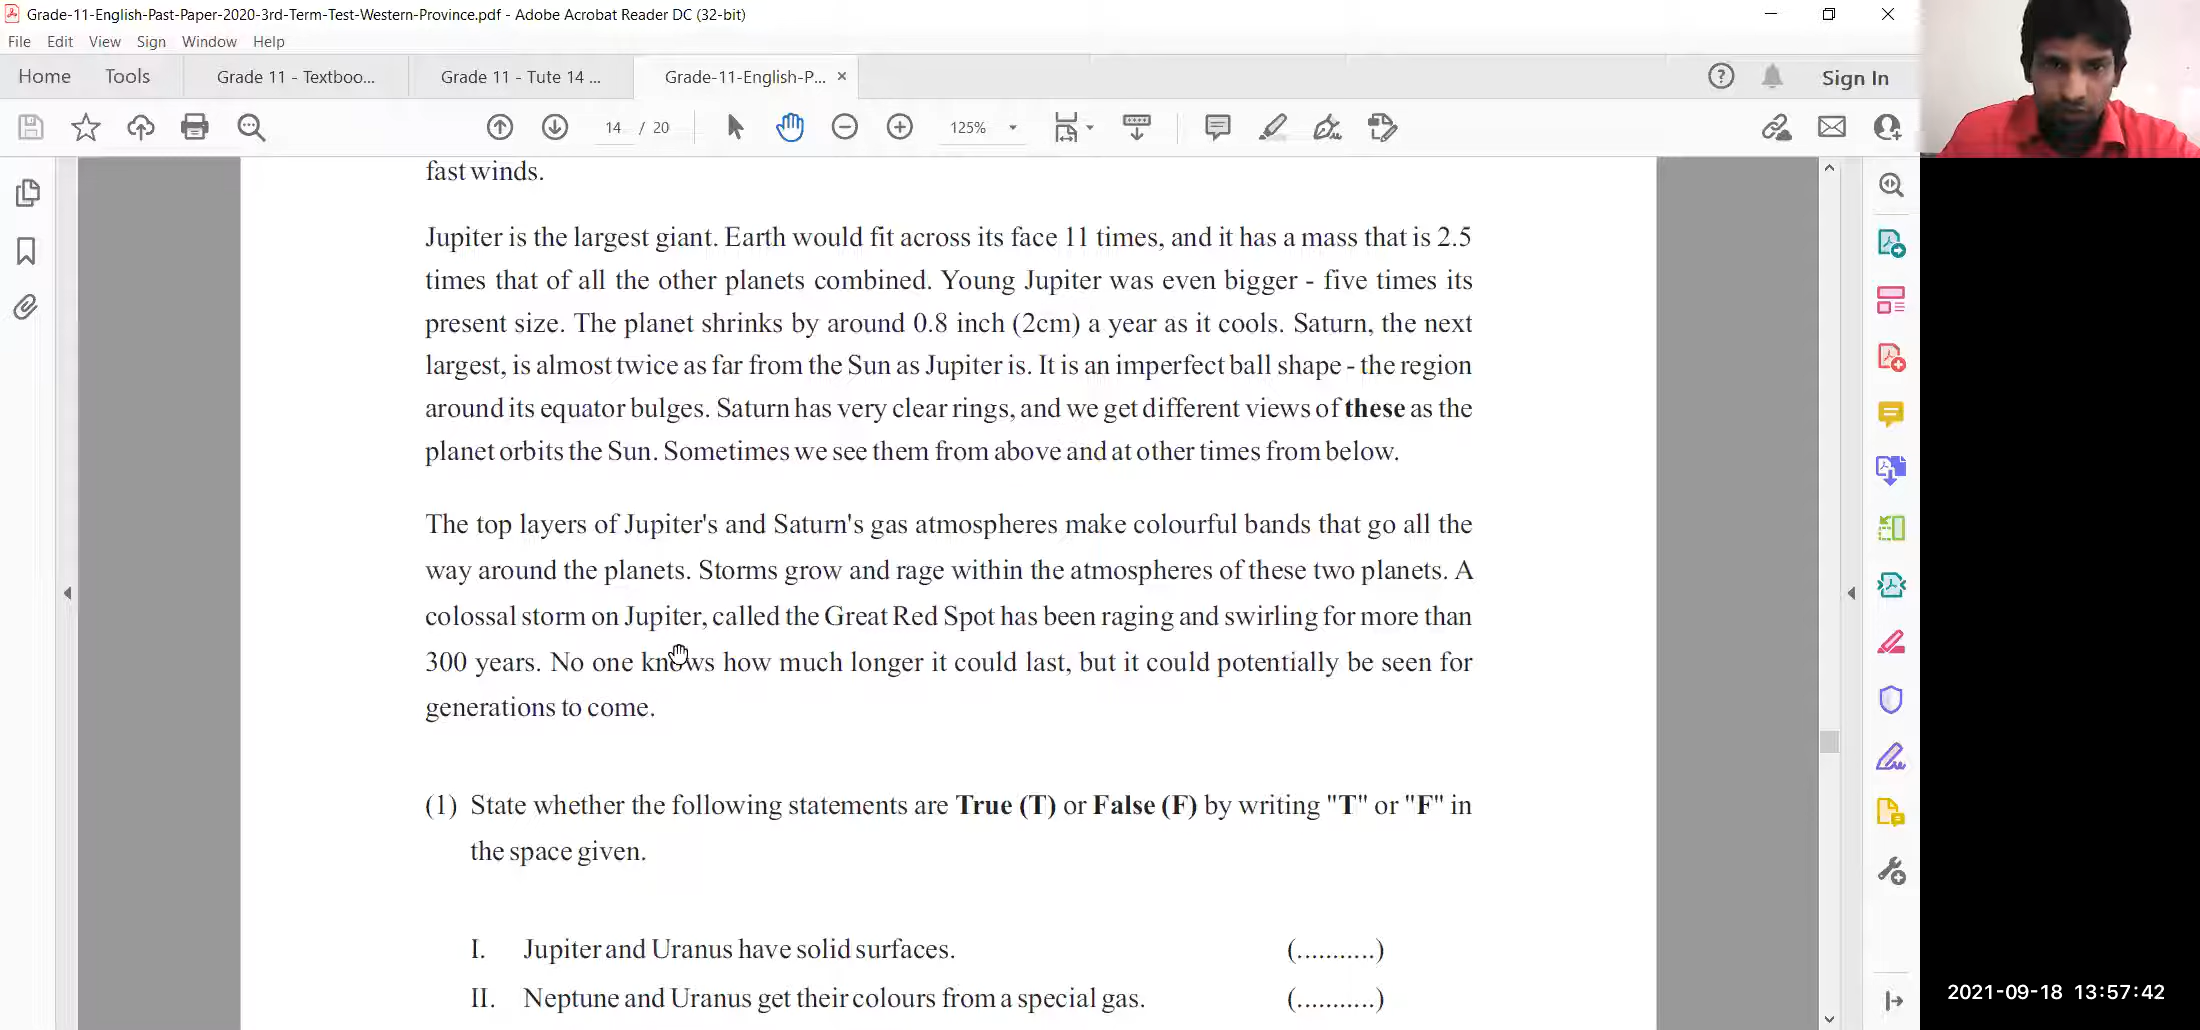 Grade-11-English-Past-Paper-2020-3rd-Term-Test-Western-Province.pdf - Adobe Acrobat Reader DC (32-bit)
File Edit View Sign Window Help
Home Tools Grade 11 - Textboo... Grade 11 - Tute 14 ... Grade-11-English-P... × Sign In
14 / 20 125%
fast winds.
Jupiter is the largest giant. Earth would fit across its face 11 times, and it has a mass that is 2.5
times that of all the other planets combined. Young Jupiter was even bigger - five times its
present size. The planet shrinks by around 0.8 inch (2cm) a year as it cools. Saturn, the next
largest, is almost twice as far from the Sun as Jupiter is. It is an imperfect ball shape - the region
around its equator bulges. Saturn has very clear rings, and we get different views of these as the
planet orbits the Sun. Sometimes we see them from above and at other times from below.
The top layers of Jupiter's and Saturn's gas atmospheres make colourful bands that go all the
way around the planets. Storms grow and rage within the atmospheres of these two planets. A
colossal storm on Jupiter, called the Great Red Spot has been raging and swirling for more than
300 years. No one knows how much longer it could last, but it could potentially be seen for
generations to come.
(1) State whether the following statements are True (T) or False (F) by writing "T" or "F" in
the space given.
I. Jupiter and Uranus have solid surfaces. (...........)
II. Neptune and Uranus get their colours from a special gas. (...........)
2021-09-18 13:57:42